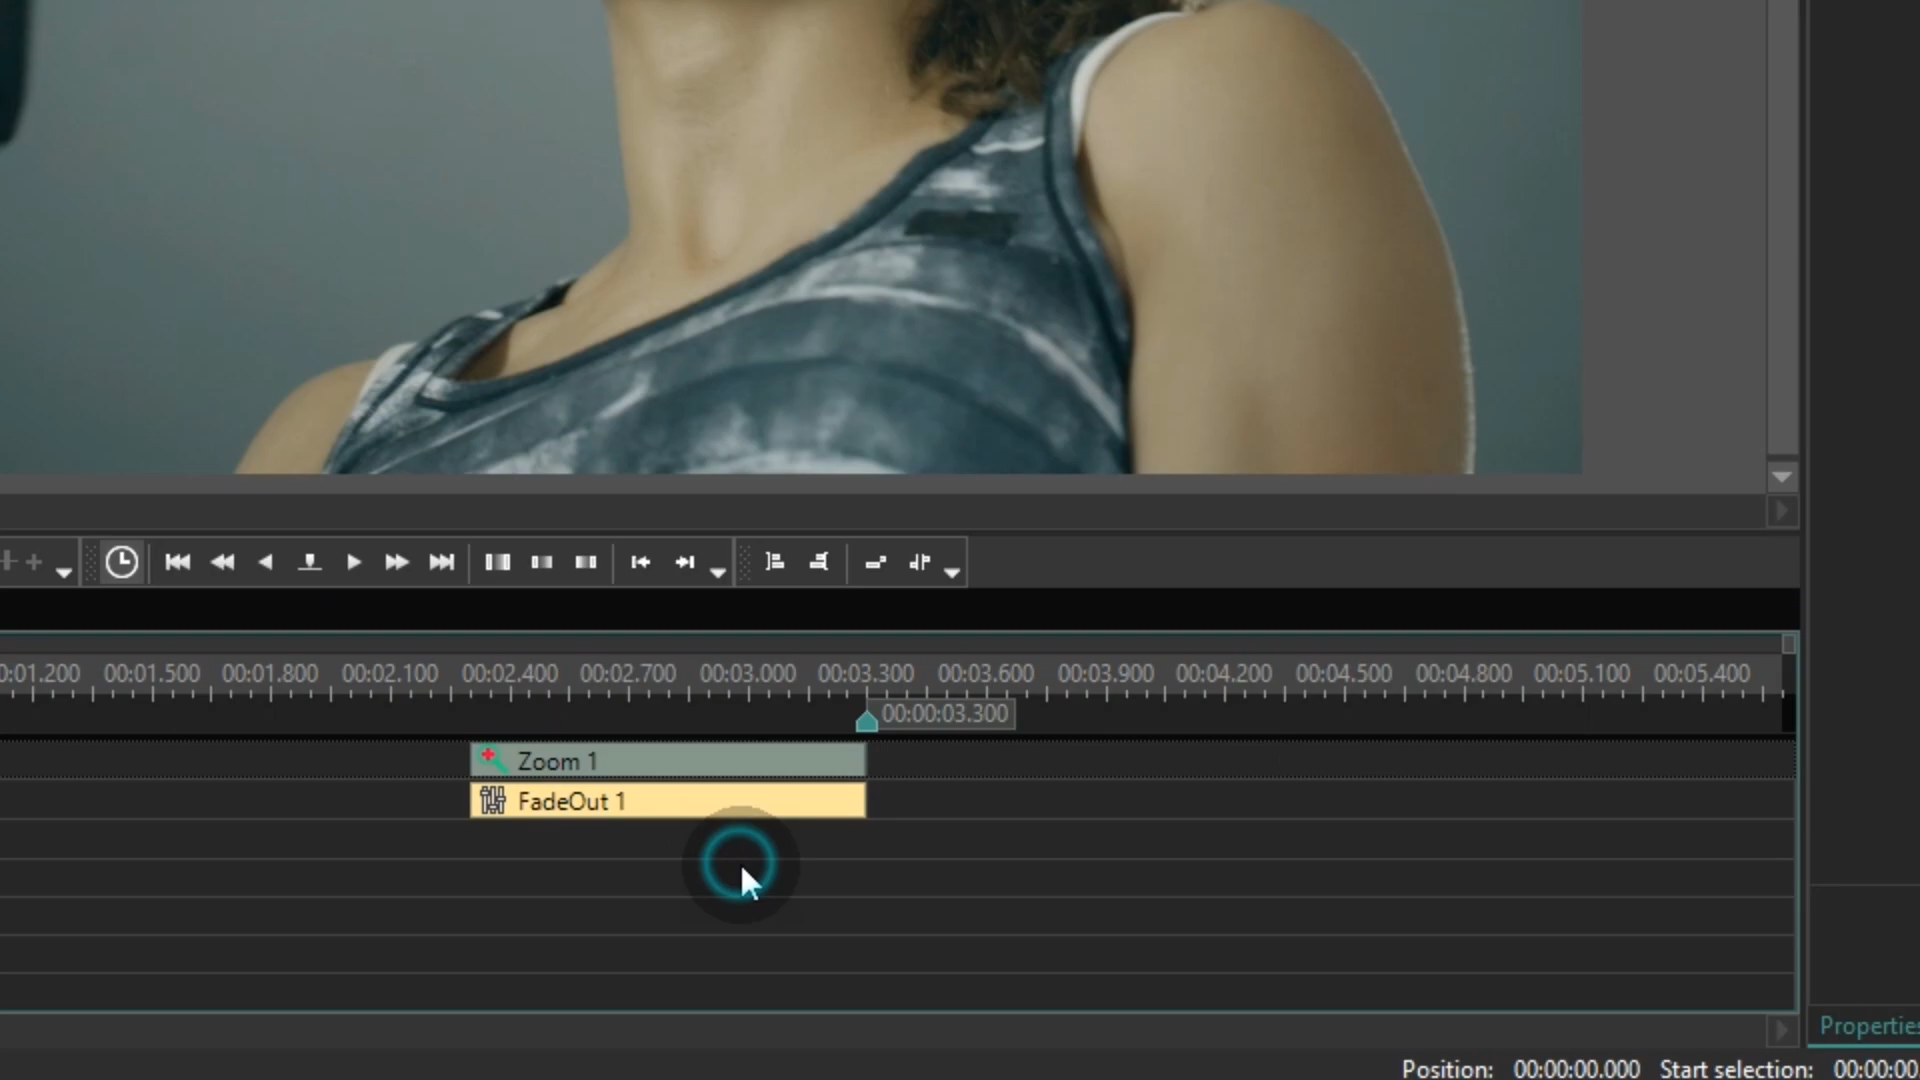 0:01.200 00:01.500 00:01.800 00:02.100 00:02.400 00:02.700 00:03.000 00:03.300 00:03.600 00:03.900 00:04.200 00:04.500 00:04.800 00:05.100 00:05.400
00:00:03.300
Zoom 1
FadeOut 1
Properties
Position: 00:00:00.000 Start selection: 00:00:00